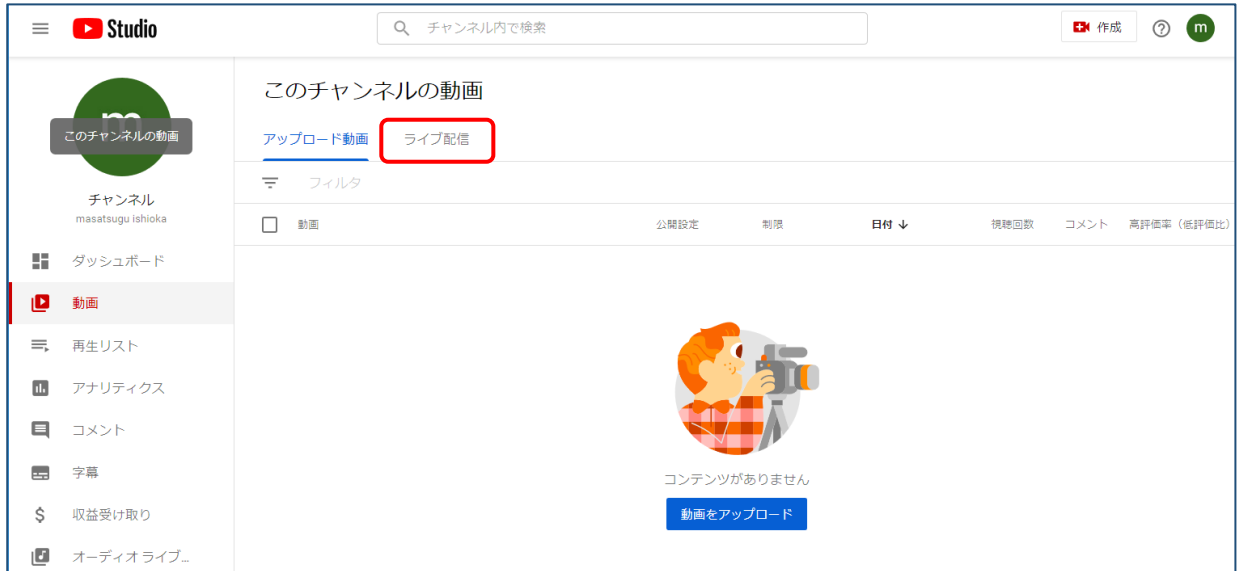 Studio
チャンネル内で検索
作成
m
このチャンネルの動画
チャンネル
masatsugu ishioka
ダッシュボード
動画
再生リスト
アナリティクス
コメント
字幕
収益受け取り
オーディオ ライブ...
このチャンネルの動画
アップロード動画 ライブ配信
フィルタ
動画 公開設定 制限 日付 ↓ 視聴回数 コメント 高評価率（低評価比）
コンテンツがありません
動画をアップロード